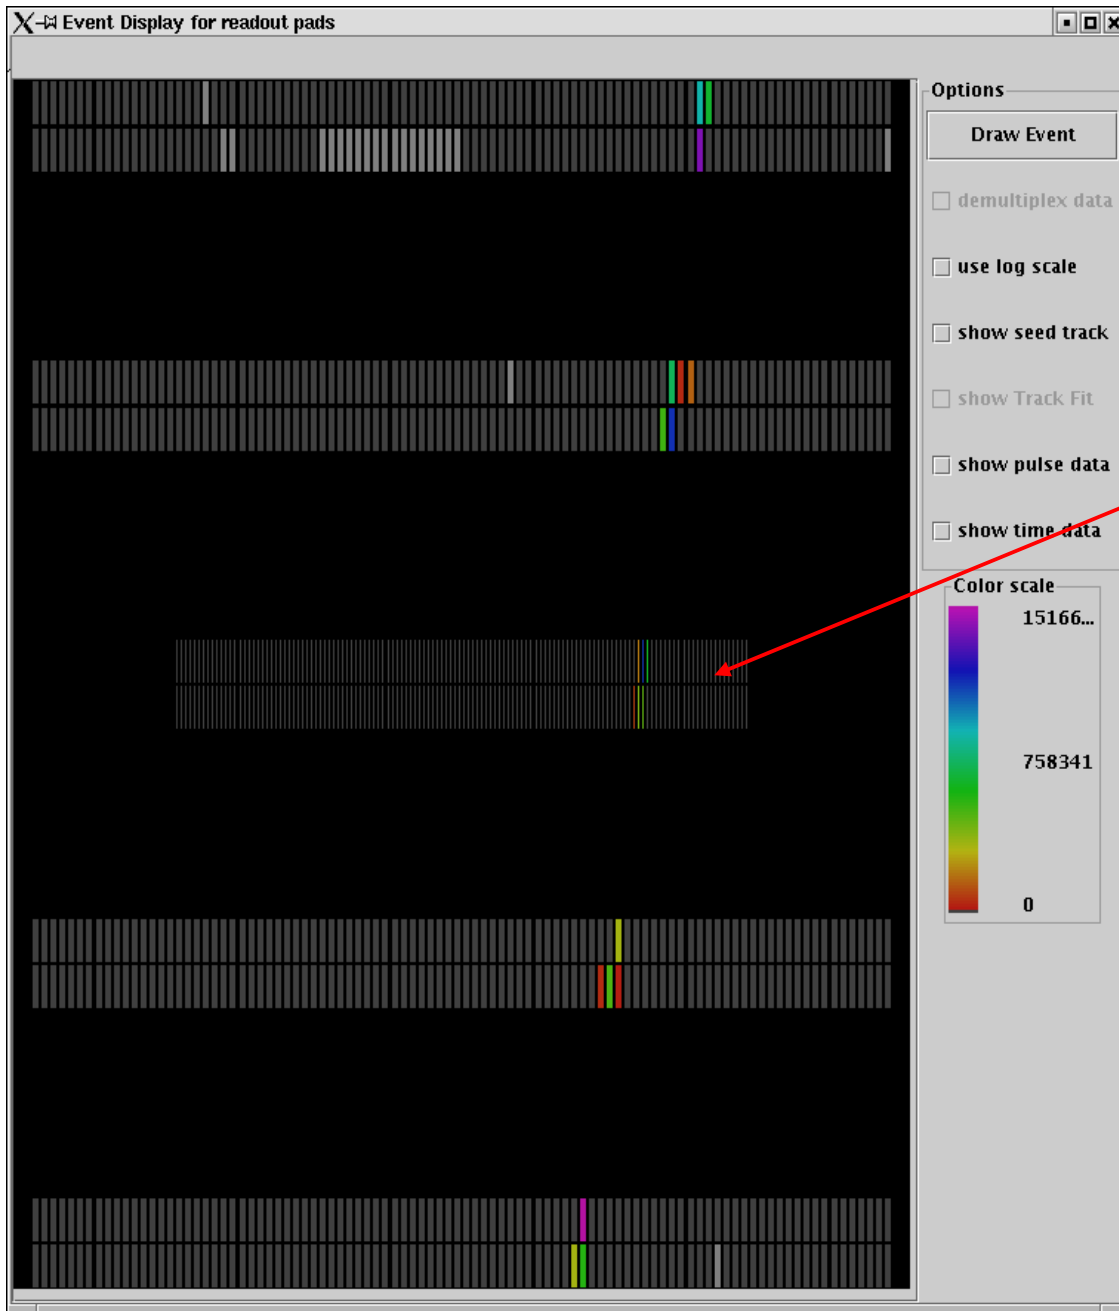 Event Display for readout pads
Options
Draw Event
demultiplex data
use log scale
show seed track
show Track Fit
show pulse data
show time data
Color scale
15166...
758341
0